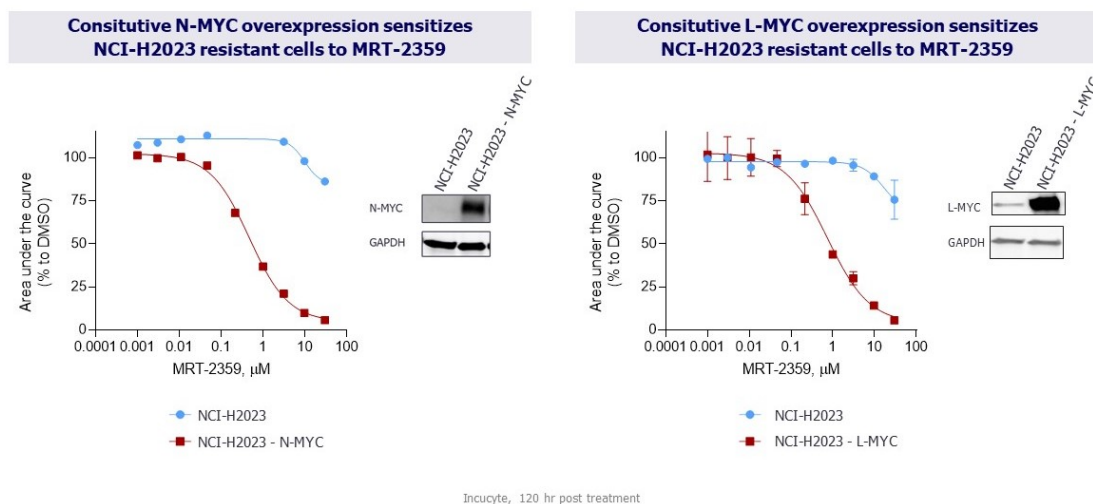 Consitutive N-MYC overexpression sensitizes
NCI-H2023 resistant cells to MRT-2359
NCI-H2023
NCI-H2023 - N-MYC
Area under the curve
(% to DMSO)
100
75
50
25
0
0.0001 0.001 0.01 0.1 1 10 100
MRT-2359, µM
N-MYC
GAPDH
NCI-H2023
NCI-H2023 - N-MYC
Consitutive L-MYC overexpression sensitizes
NCI-H2023 resistant cells to MRT-2359
NCI-H2023
NCI-H2023 - L-MYC
Area under the curve
(% to DMSO)
100
75
50
25
0
0.0001 0.001 0.01 0.1 1 10 100
MRT-2359, µM
L-MYC
GAPDH
NCI-H2023
NCI-H2023 - L-MYC
Incucyte, 120 hr post treatment